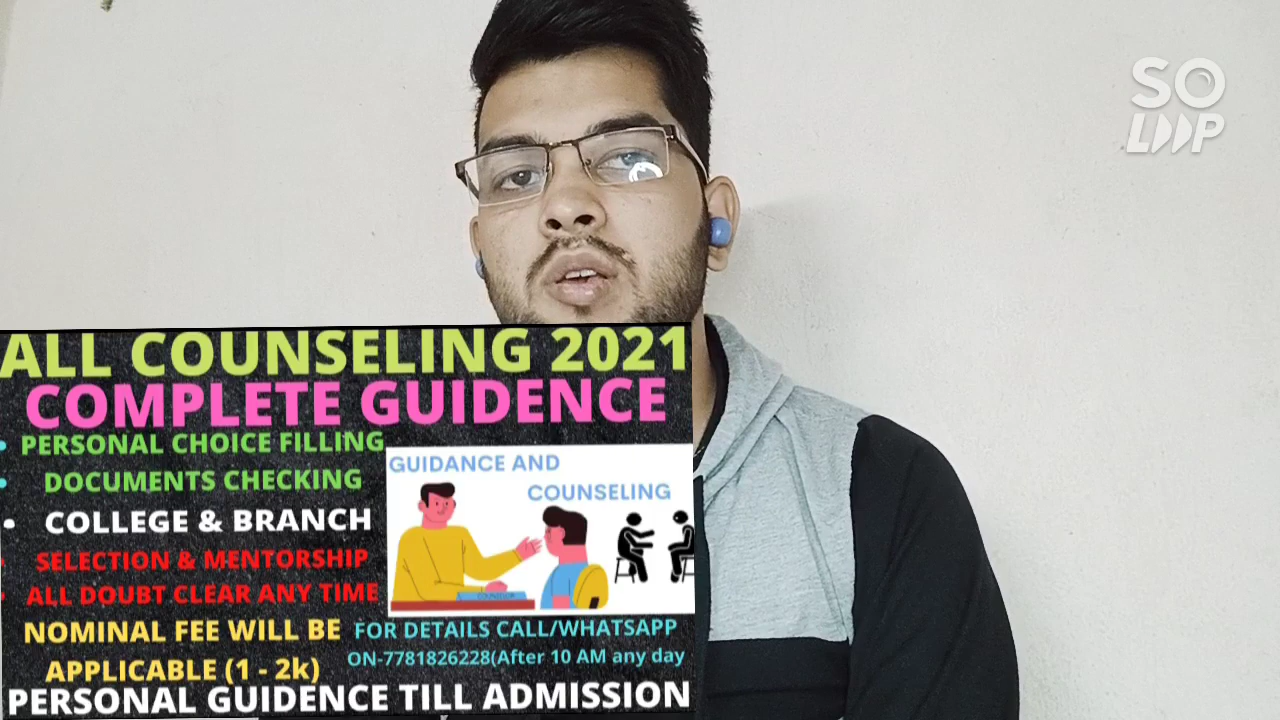 SO
LOOP
ALL COUNSELING 2021
COMPLETE GUIDENCE
• PERSONAL CHOICE FILLING
• DOCUMENTS CHECKING
• COLLEGE & BRANCH
• SELECTION & MENTORSHIP
• ALL DOUBT CLEAR ANY TIME
GUIDANCE AND
COUNSELING
COUNSELOR
NOMINAL FEE WILL BE
APPLICABLE (1 - 2k)
FOR DETAILS CALL/WHATSAPP
ON-7781826228(After 10 AM any day
PERSONAL GUIDENCE TILL ADMISSION